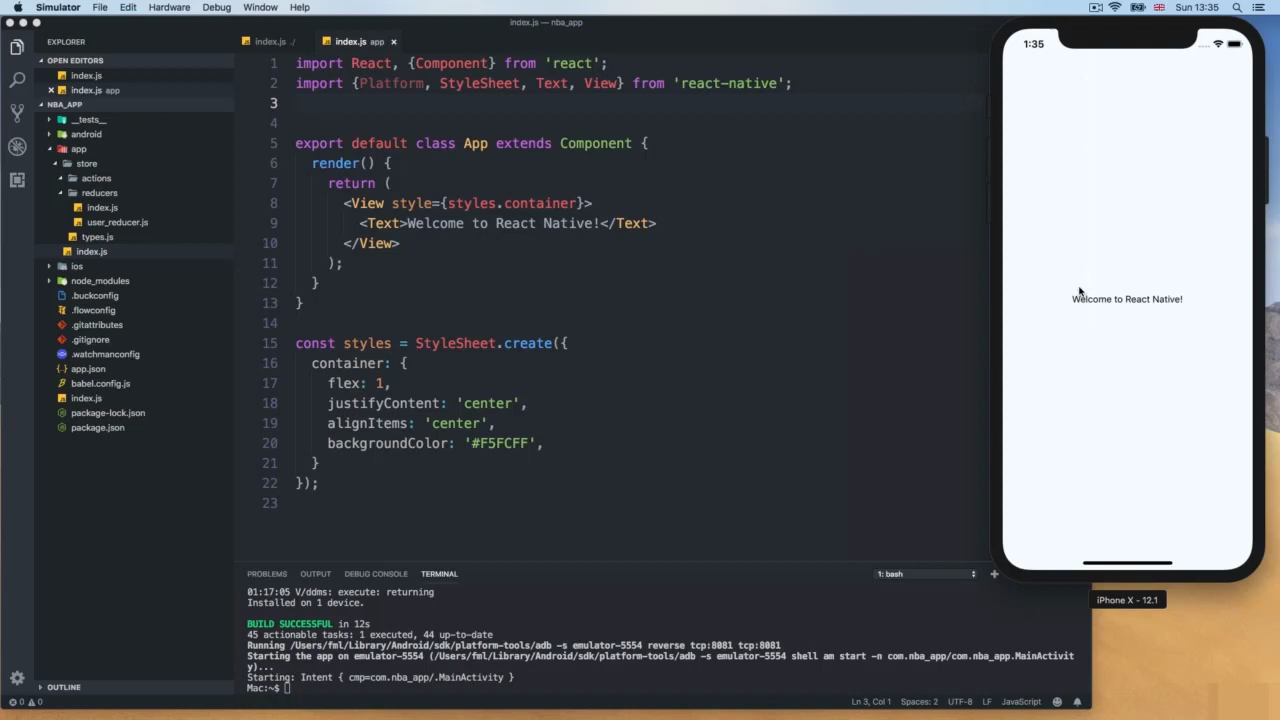 Simulator File Edit Hardware Debug Window Help Sun 13:35
index.js — nba_app
EXPLORER
OPEN EDITORS
index.js
index.js app
NBA_APP
__tests__
android
app
store
actions
reducers
index.js
user_reducer.js
types.js
index.js
ios
node_modules
.buckconfig
.flowconfig
.gitattributes
.gitignore
.watchmanconfig
app.json
babel.config.js
index.js
package-lock.json
package.json
OUTLINE
index.js ./ index.js app
1 import React, {Component} from 'react';
2 import {Platform, StyleSheet, Text, View} from 'react-native';
3
4
5 export default class App extends Component {
6 render() {
7 return (
8 <View style={styles.container}>
9 <Text>Welcome to React Native!</Text>
10 </View>
11 );
12 }
13 }
14
15 const styles = StyleSheet.create({
16 container: {
17 flex: 1,
18 justifyContent: 'center',
19 alignItems: 'center',
20 backgroundColor: '#F5FCFF',
21 }
22 });
23
PROBLEMS OUTPUT DEBUG CONSOLE TERMINAL 1: bash
01:17:05 V/ddms: execute: returning
Installed on 1 device.
BUILD SUCCESSFUL in 12s
45 actionable tasks: 1 executed, 44 up-to-date
Running /Users/fml/Library/Android/sdk/platform-tools/adb -s emulator-5554 reverse tcp:8081 tcp:8081
Starting the app on emulator-5554 (/Users/fml/Library/Android/sdk/platform-tools/adb -s emulator-5554 shell am start -n com.nba_app/com.nba_app.MainActivit
y)...
Starting: Intent { cmp=com.nba_app/.MainActivity }
Mac:~$
0 0 Ln 3, Col 1 Spaces: 2 UTF-8 LF JavaScript
1:35
Welcome to React Native!
iPhone X - 12.1